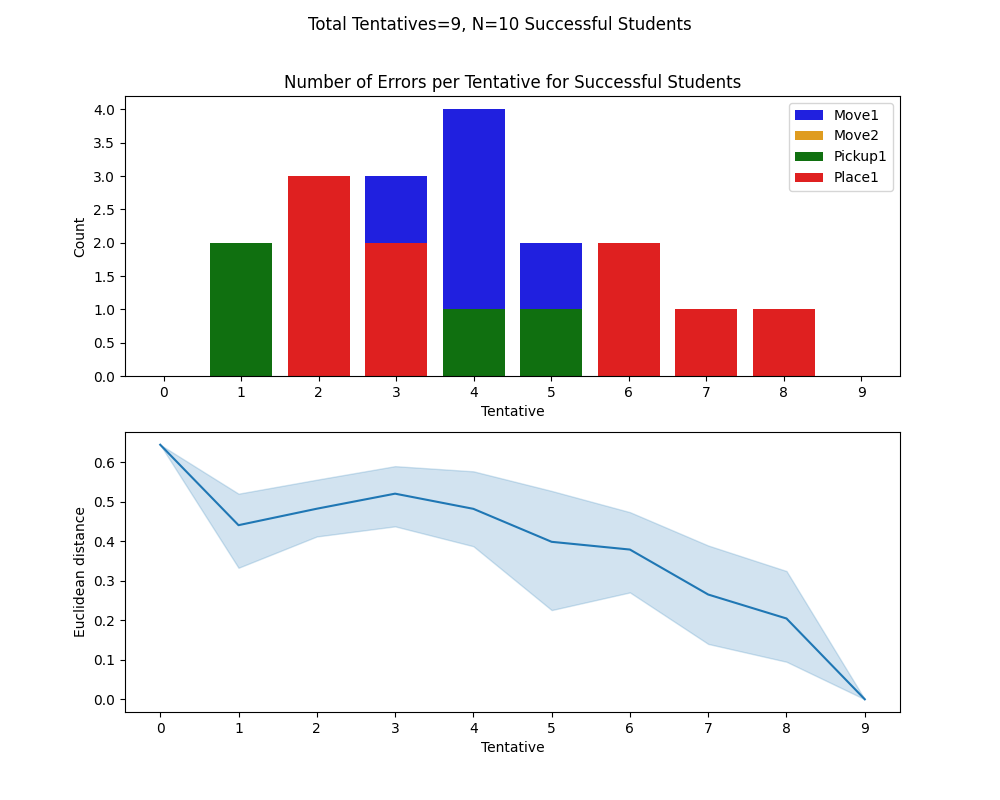 Total Tentatives=9, N=10 Successful Students
Number of Errors per Tentative for Successful Students
4.0
3.5
3.0
2.5
2.0
1.5
1.0
0.5
0.0
Count
Move1
Move2
Pickup1
Place1
0 1 2 3 4 5 6 7 8 9
Tentative
0.6
0.5
0.4
0.3
0.2
0.1
0.0
Euclidean distance
0 1 2 3 4 5 6 7 8 9
Tentative